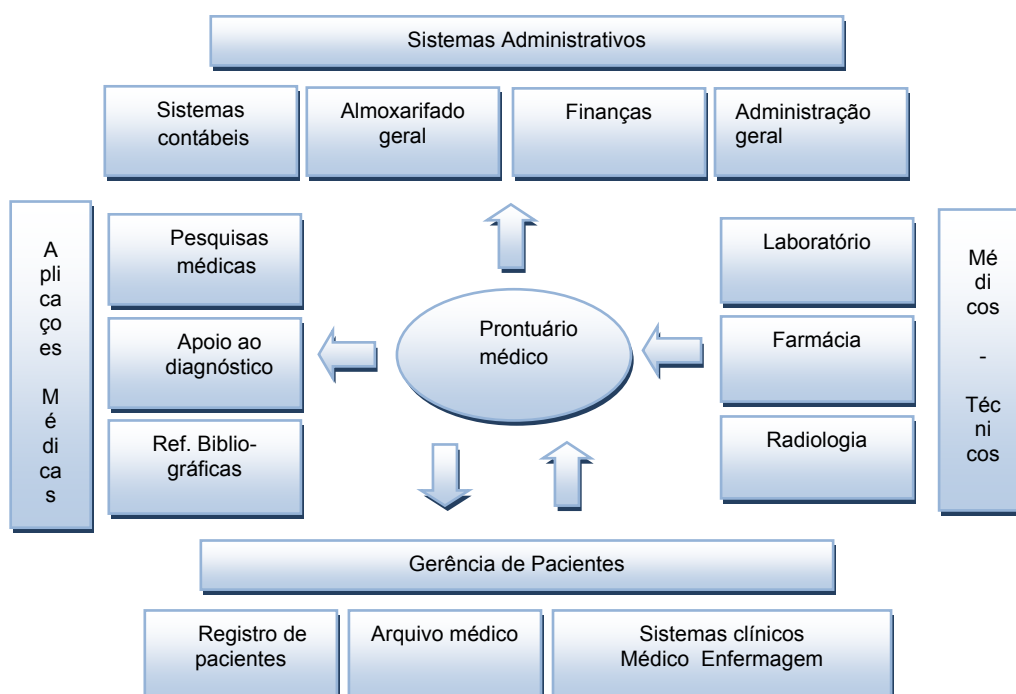 Sistemas Administrativos
Sistemas
contábeis
Almoxarifado
geral
Finanças
Administração
geral
A
pli
ca
ço
es
M
é
di
ca
s
Pesquisas
médicas
Apoio ao
diagnóstico
Ref. Biblio-
gráficas
Prontuário
médico
Laboratório
Farmácia
Radiologia
Mé
di
cos
-
Téc
ni
cos
Gerência de Pacientes
Registro de
pacientes
Arquivo médico
Sistemas clínicos
Médico Enfermagem